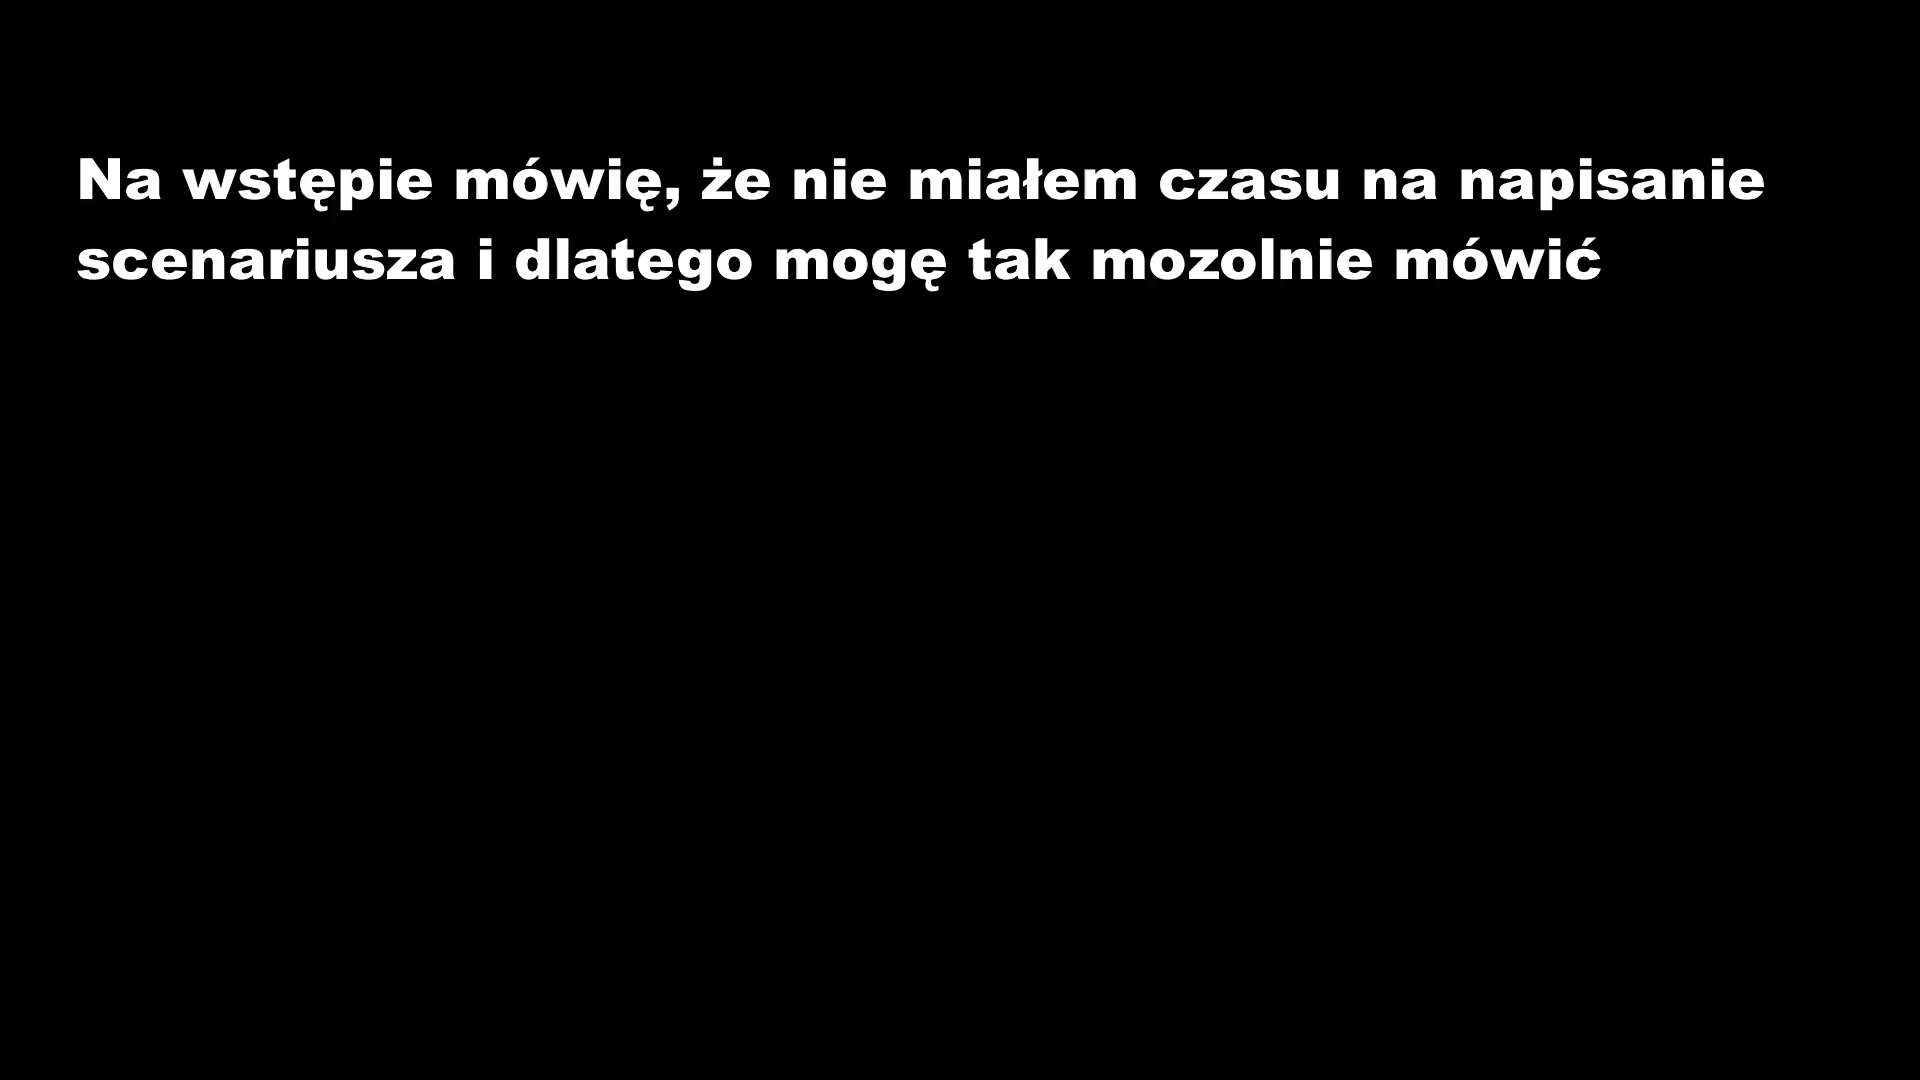 Na wstępie mówię, że nie miałem czasu na napisanie
scenariusza i dlatego mogę tak mozolnie mówić